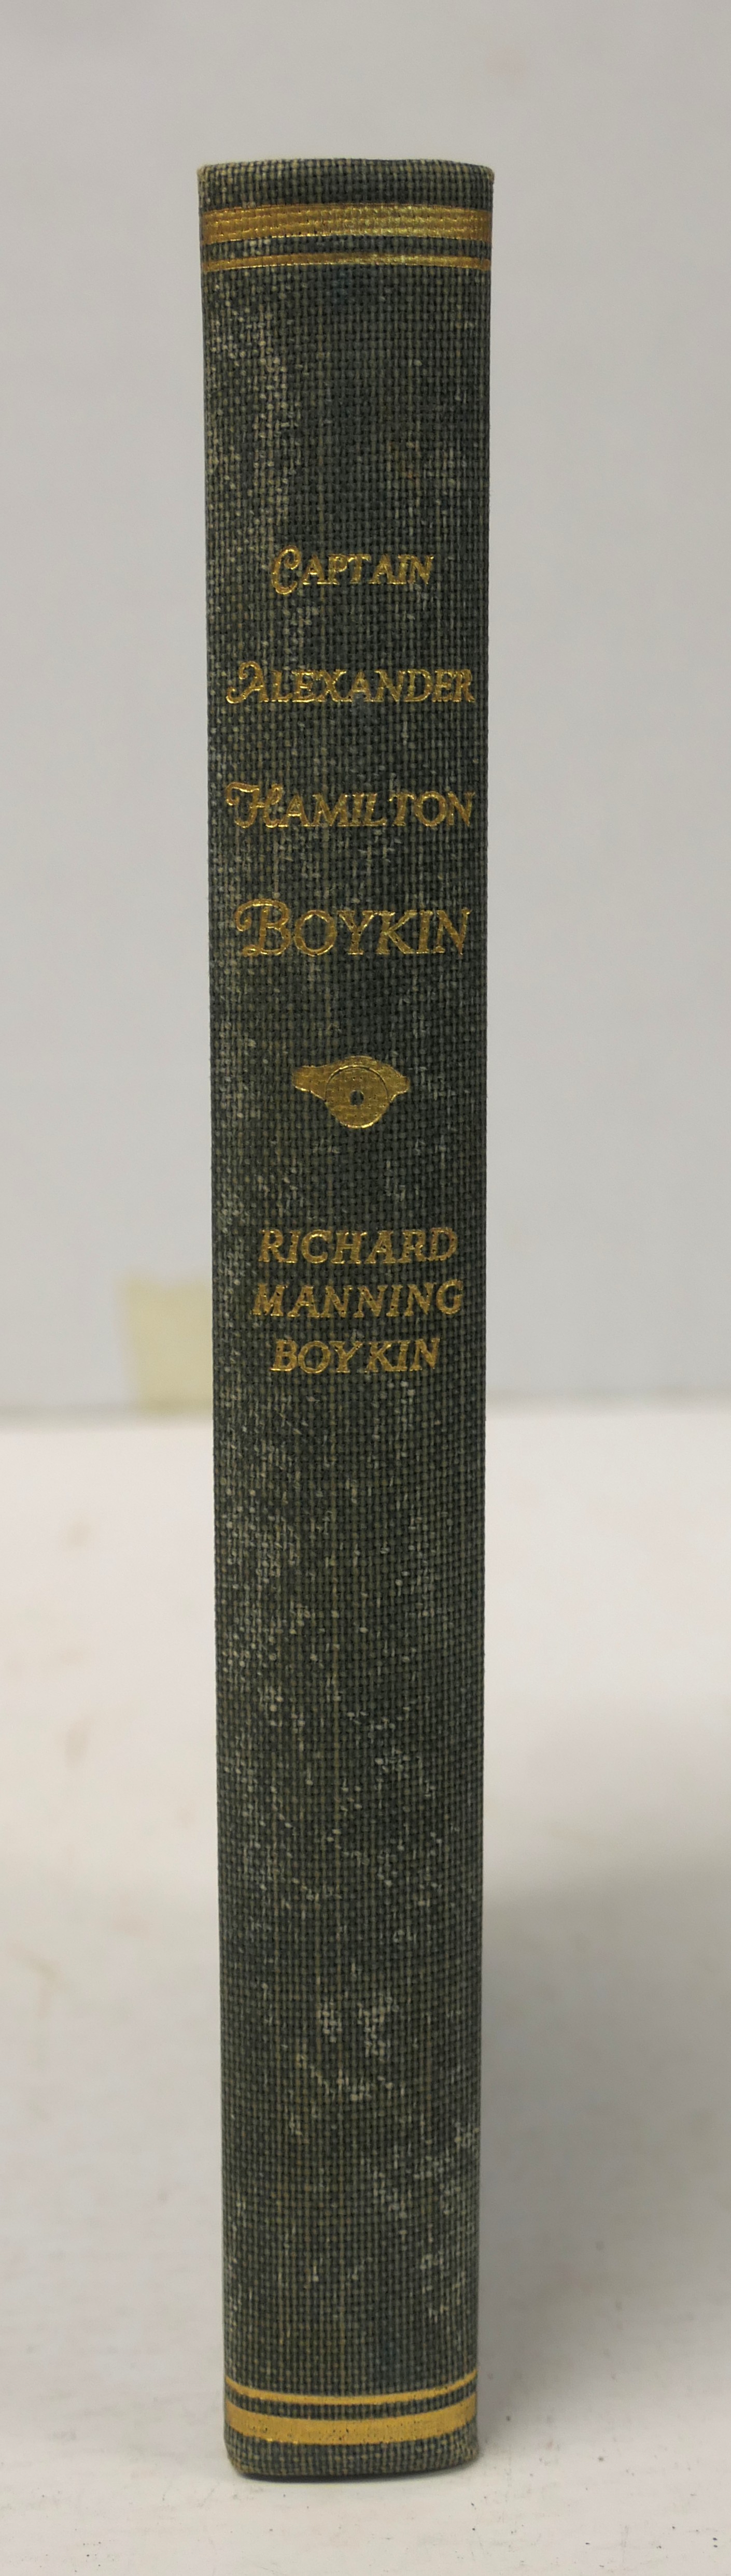 CAPTAIN
ALEXANDER
HAMILTON
BOYKIN
RICHARD
MANNING
BOYKIN